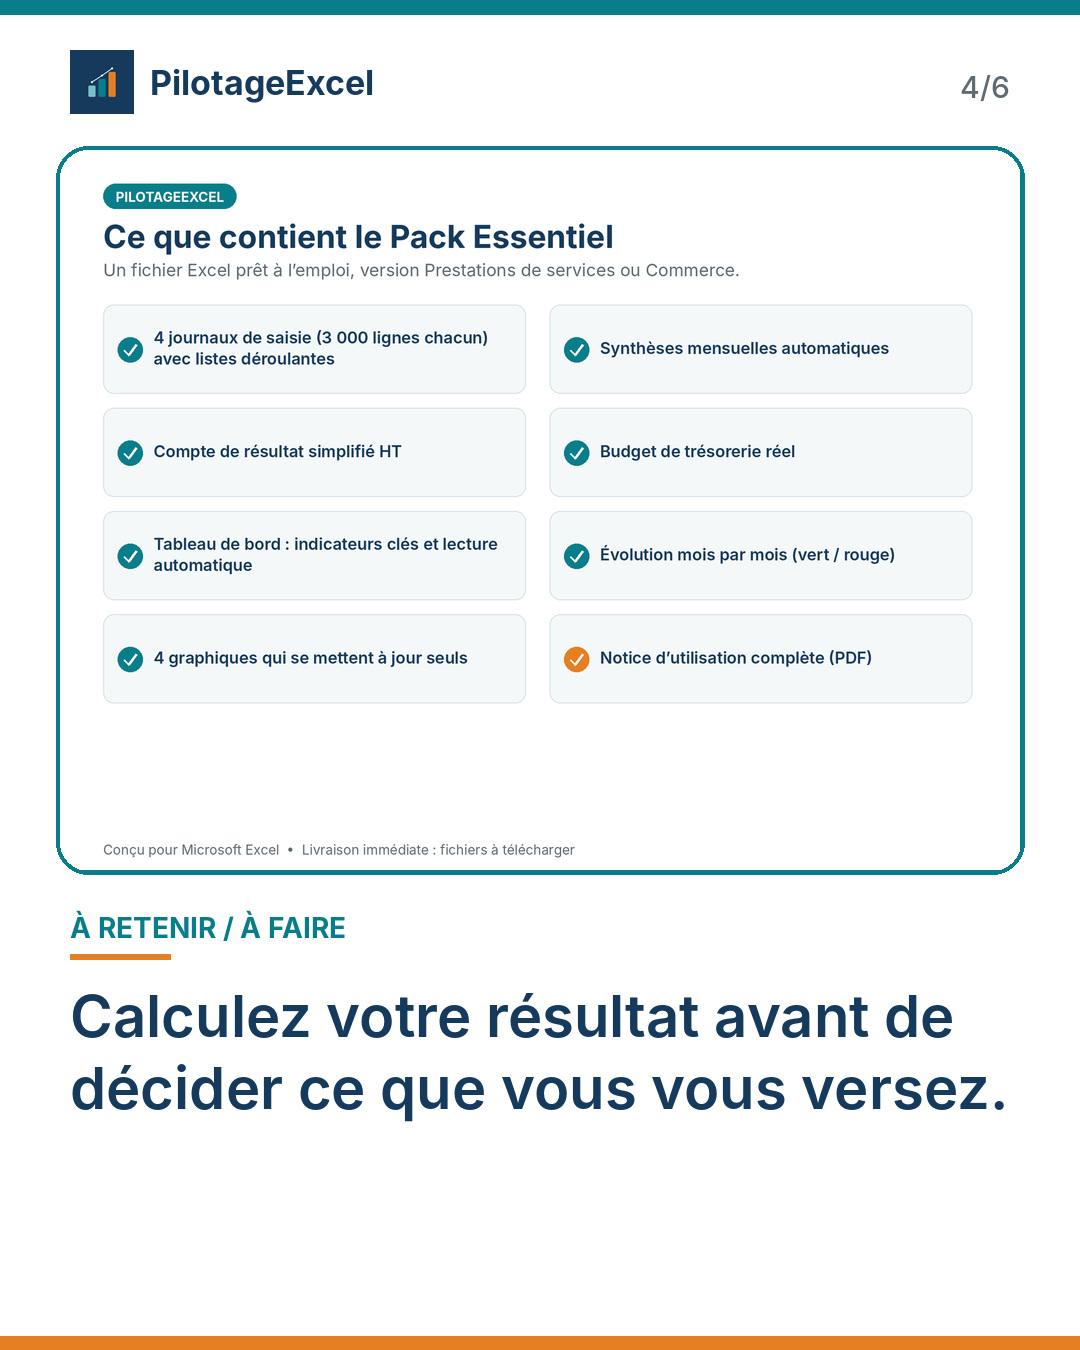 PilotageExcel
4/6
PILOTAGEEXCEL
Ce que contient le Pack Essentiel
Un fichier Excel prêt à l’emploi, version Prestations de services ou Commerce.
4 journaux de saisie (3 000 lignes chacun)
avec listes déroulantes
Synthèses mensuelles automatiques
Compte de résultat simplifié HT
Budget de trésorerie réel
Tableau de bord : indicateurs clés et lecture
automatique
Évolution mois par mois (vert / rouge)
4 graphiques qui se mettent à jour seuls
Notice d’utilisation complète (PDF)
Conçu pour Microsoft Excel • Livraison immédiate : fichiers à télécharger
À RETENIR / À FAIRE
Calculez votre résultat avant de
décider ce que vous vous versez.